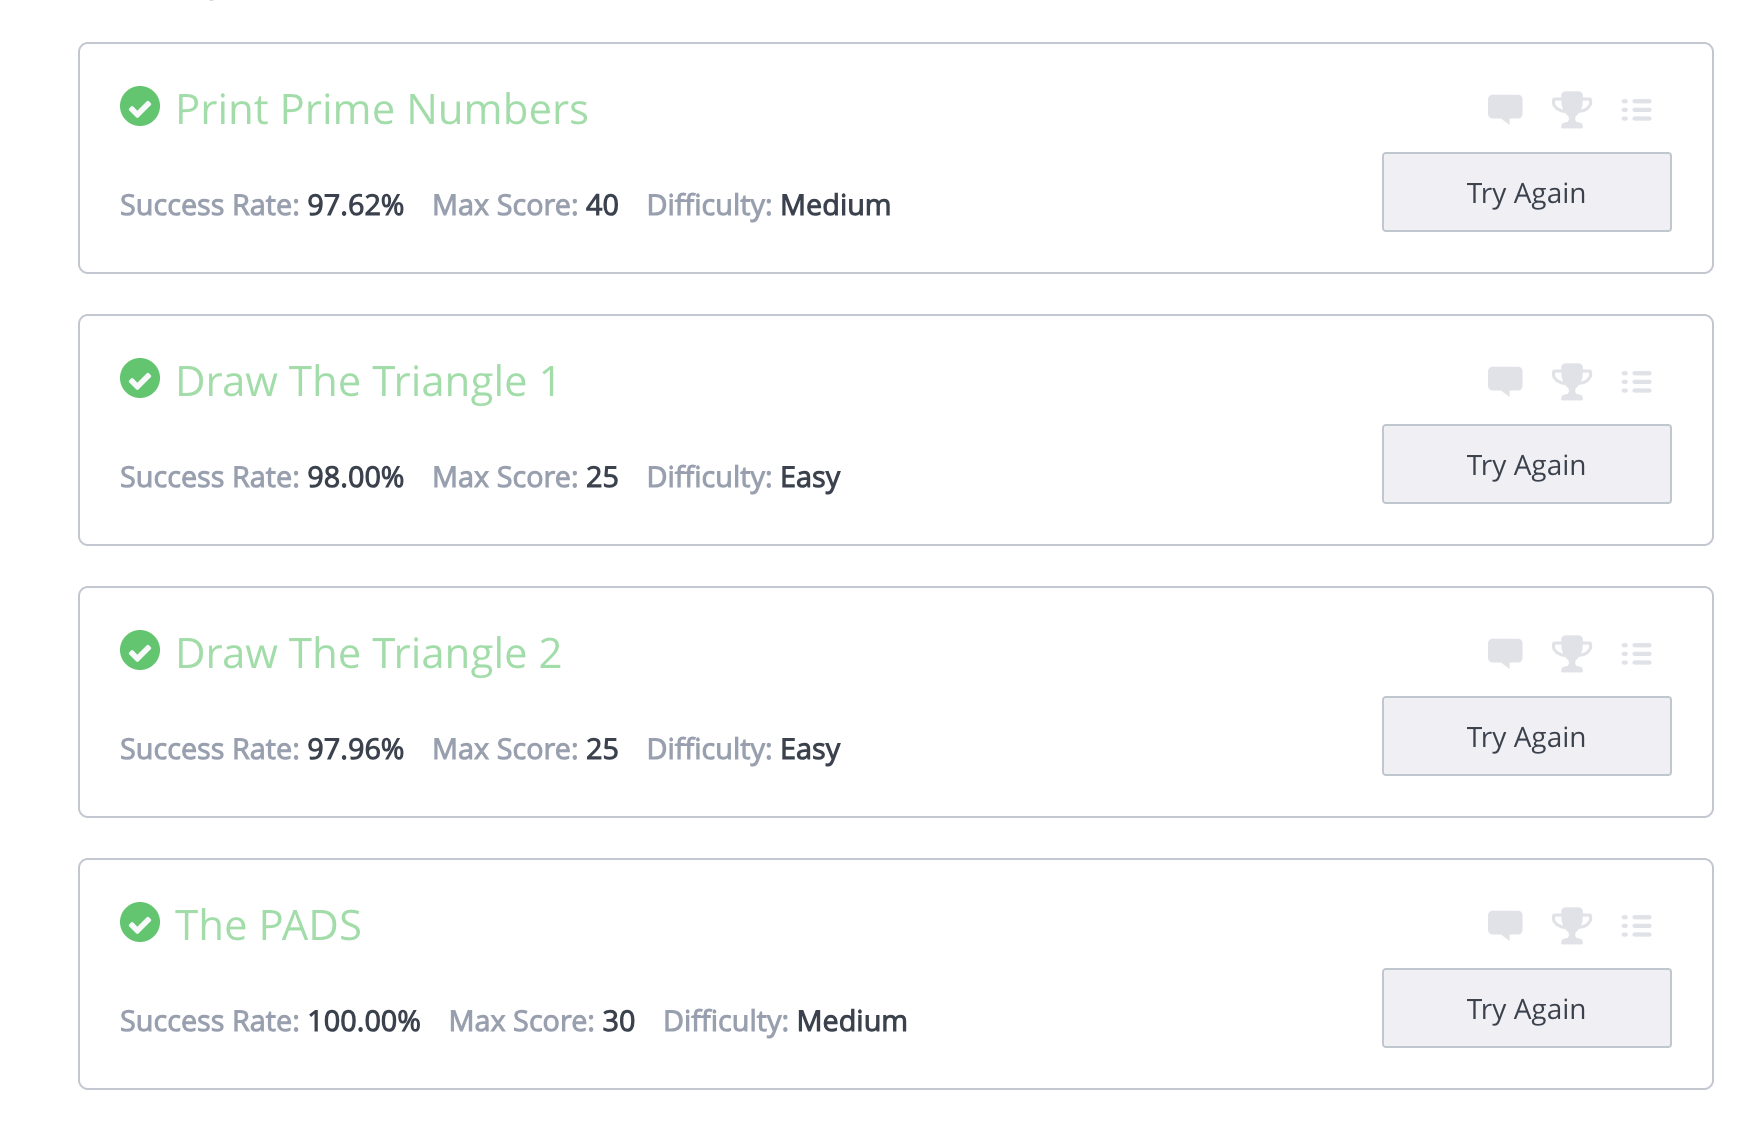 Print Prime Numbers
Success Rate: 97.62% Max Score: 40 Difficulty: Medium
Try Again
Draw The Triangle 1
Success Rate: 98.00% Max Score: 25 Difficulty: Easy
Try Again
Draw The Triangle 2
Success Rate: 97.96% Max Score: 25 Difficulty: Easy
Try Again
The PADS
Success Rate: 100.00% Max Score: 30 Difficulty: Medium
Try Again